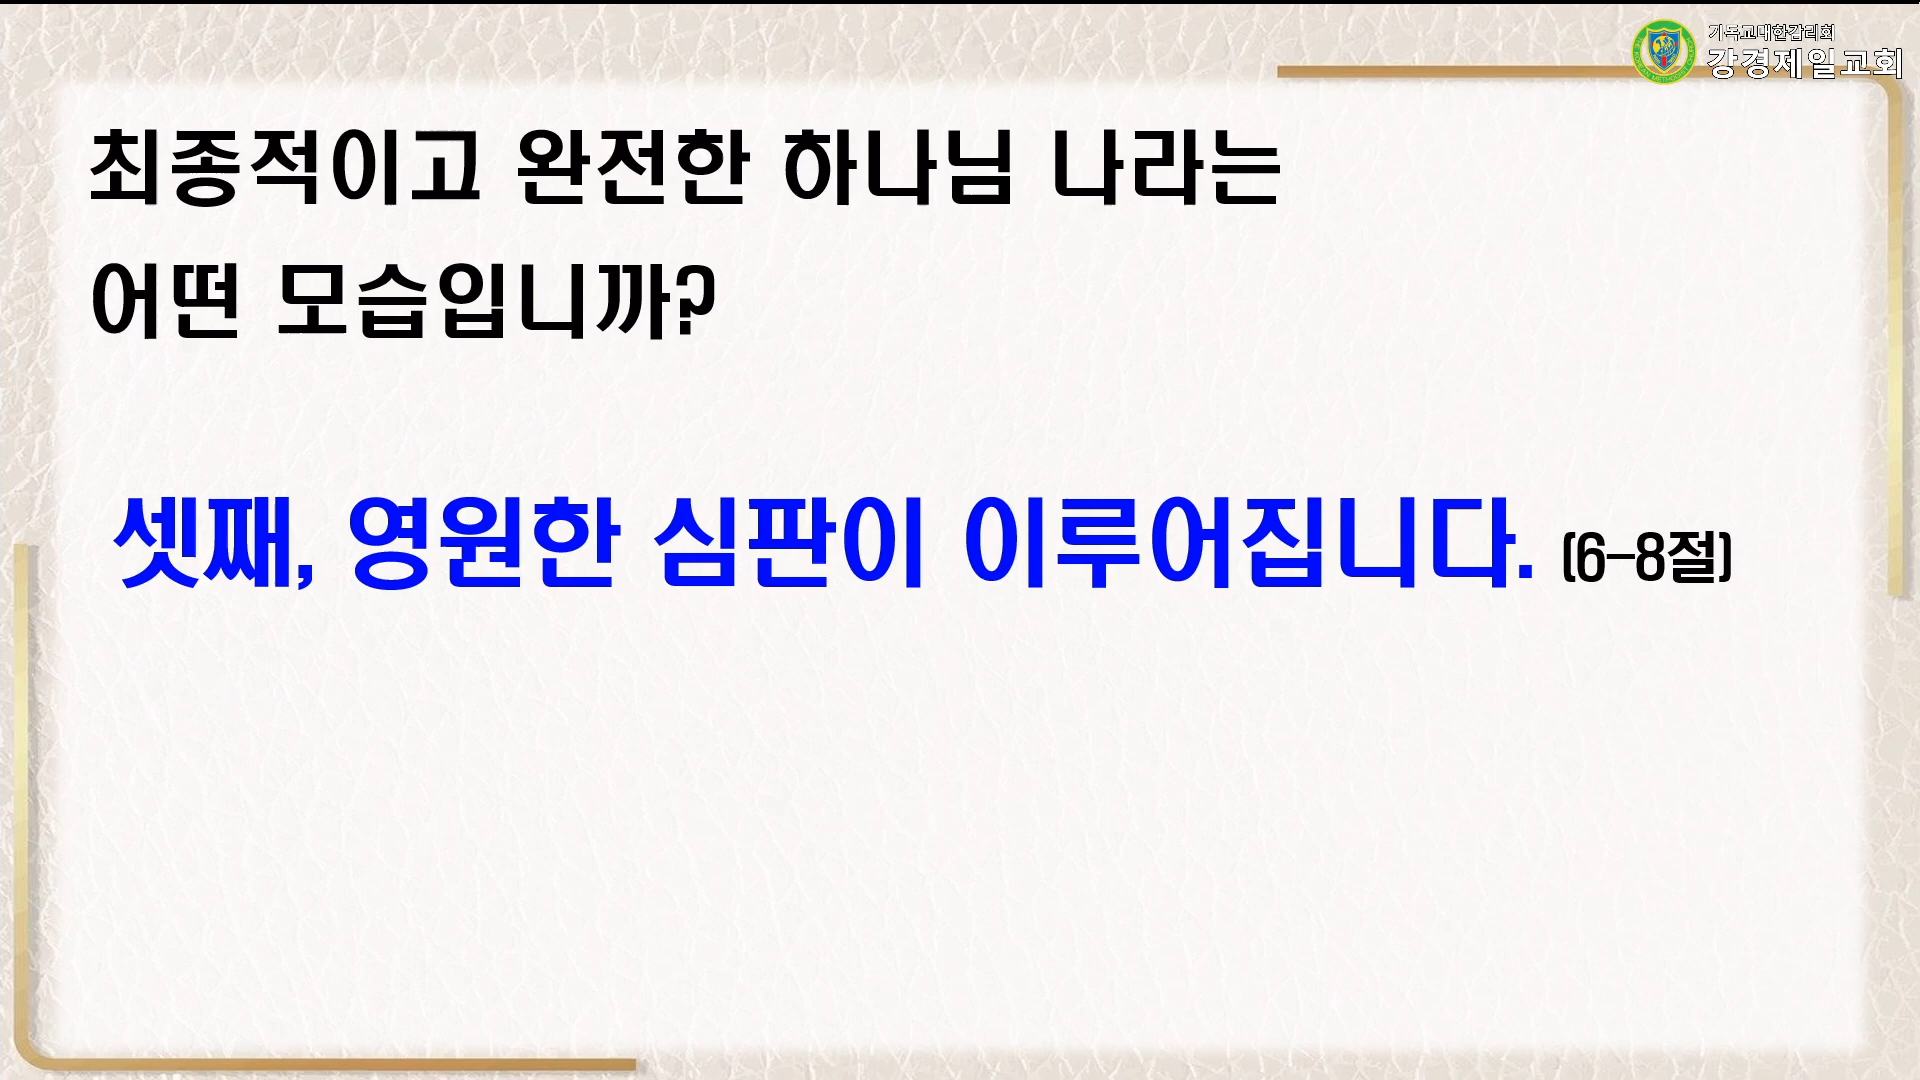 기독교대한감리회
강경제일교회
최종적이고 완전한 하나님 나라는
어떤 모습입니까?
셋째, 영원한 심판이 이루어집니다. (6-8절)